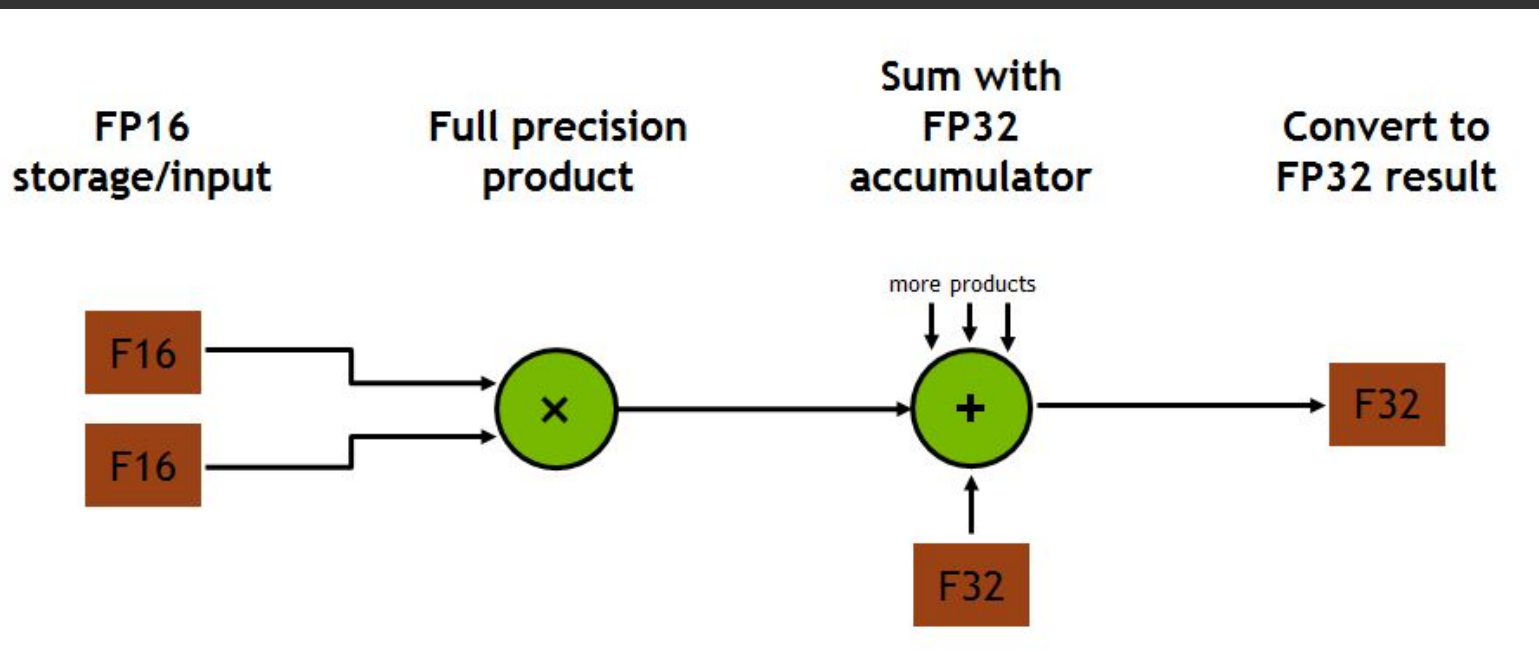 FP16
storage/input
Full precision
product
Sum with
FP32
accumulator
Convert to
FP32 result
more products
F16
×
+
F32
F16
F32